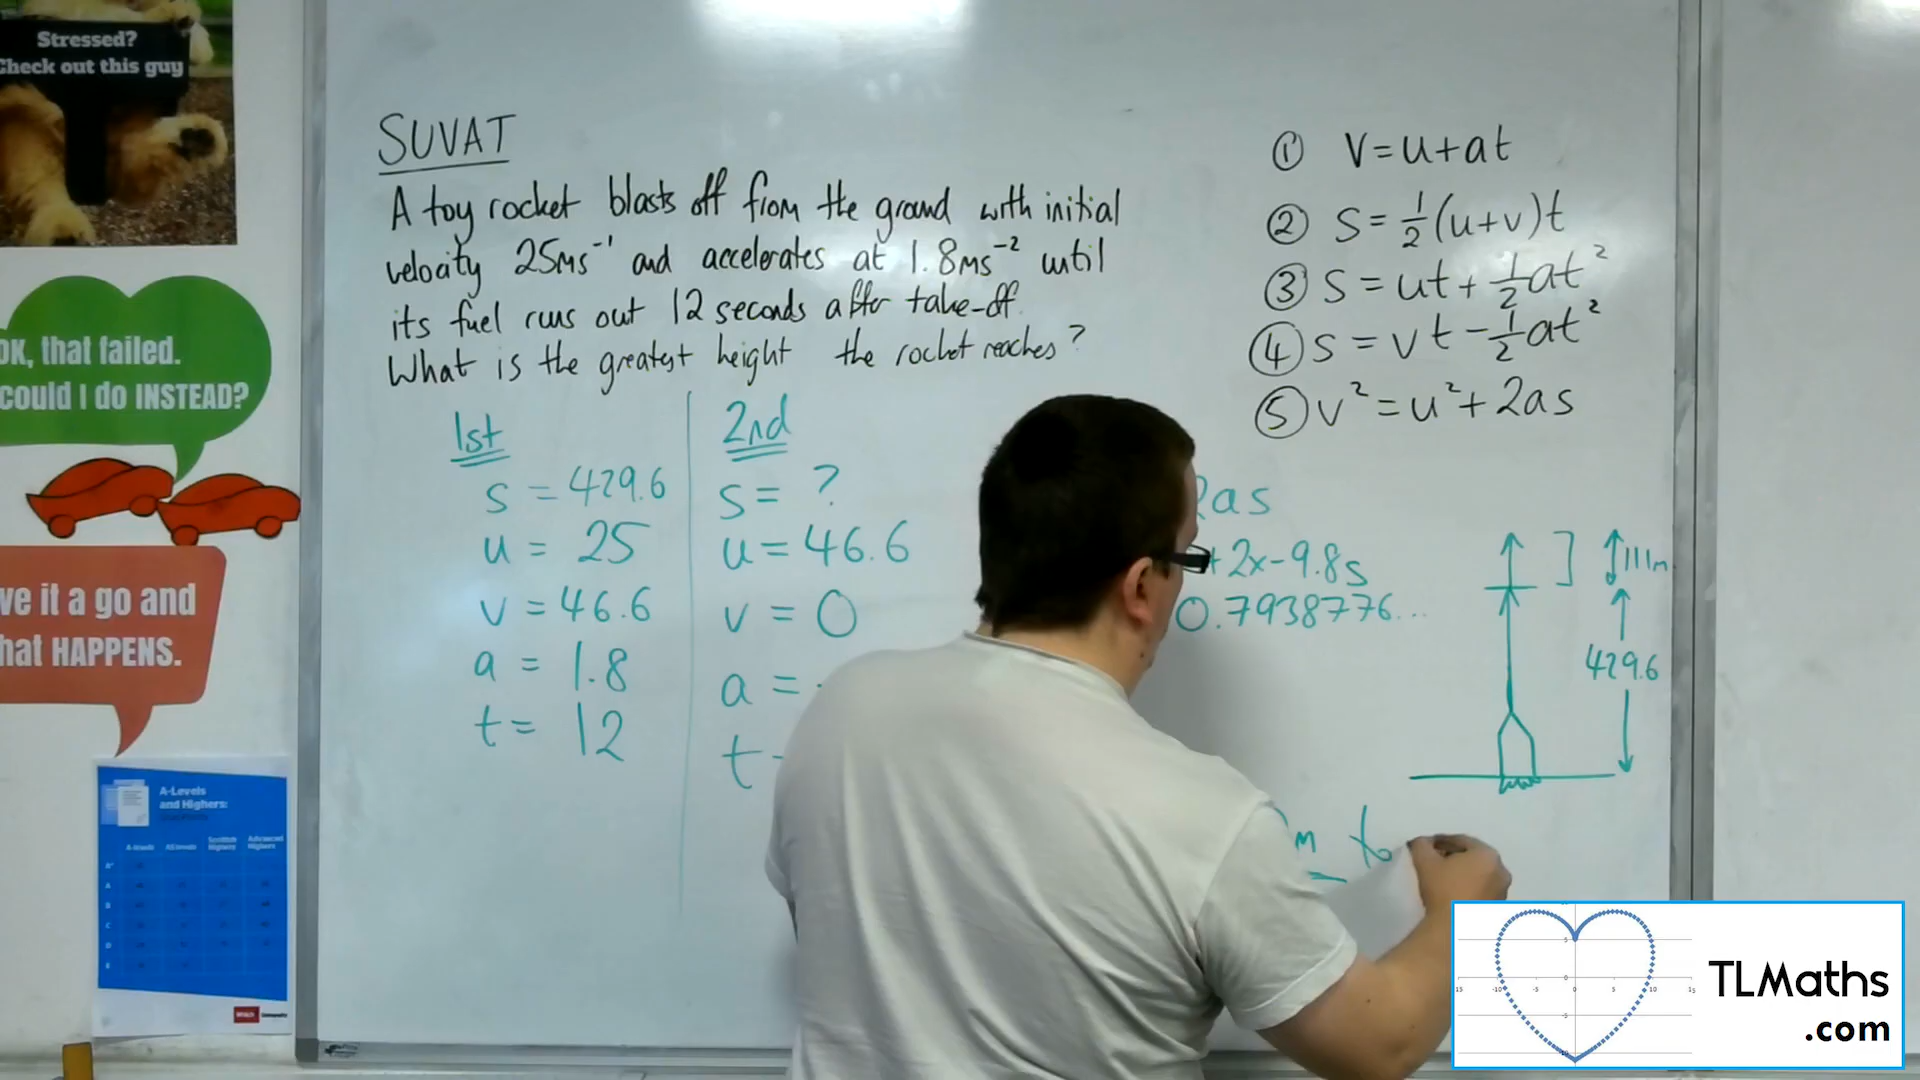 Stressed?
Check out this guy
OK, that failed.
could I do INSTEAD?
ve it a go and
hat HAPPENS.
A-Levels
and Highers:
SUVAT
A toy rocket blasts off from the ground with initial
velocity 25ms⁻¹ and accelerates at 1.8ms⁻² until
its fuel runs out 12 seconds after take-off.
What is the greatest height the rocket reaches?
1st
s = 429.6
u = 25
v = 46.6
a = 1.8
t = 12
2nd
s = ?
u = 46.6
v = 0
a = -
t =
① v = u + at
② s = ½(u+v)t
③ s = ut + ½at²
④ s = vt - ½at²
⑤ v² = u² + 2as
2as
+ 2x-9.8s
0.7938776...
111m
429.6
m to
TLMaths
.com